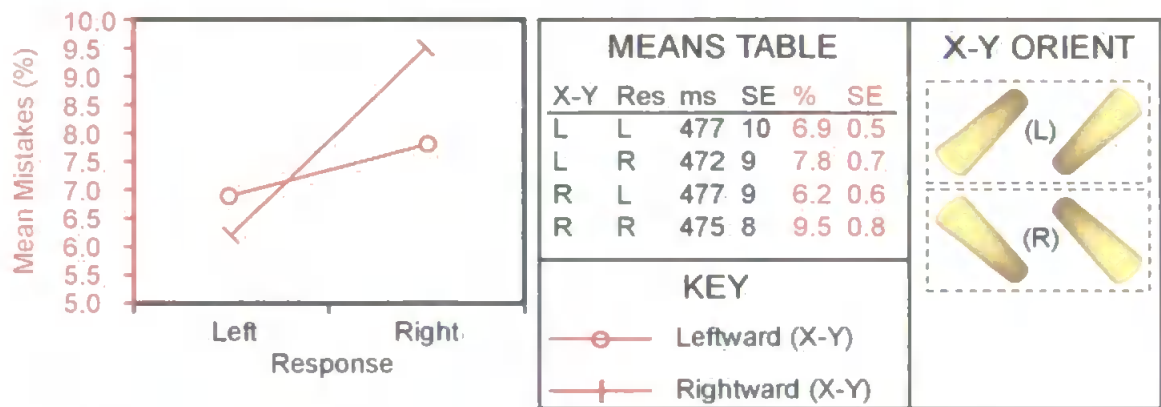 Mean Mistakes (%)
10.0
9.5
9.0
8.5
8.0
7.5
7.0
6.5
6.0
5.5
5.0
Left Right
Response
MEANS TABLE
X-Y Res ms SE % SE
L L 477 10 6.9 0.5
L R 472 9 7.8 0.7
R L 477 9 6.2 0.6
R R 475 8 9.5 0.8
KEY
Leftward (X-Y)
Rightward (X-Y)
X-Y ORIENT
(L)
(R)